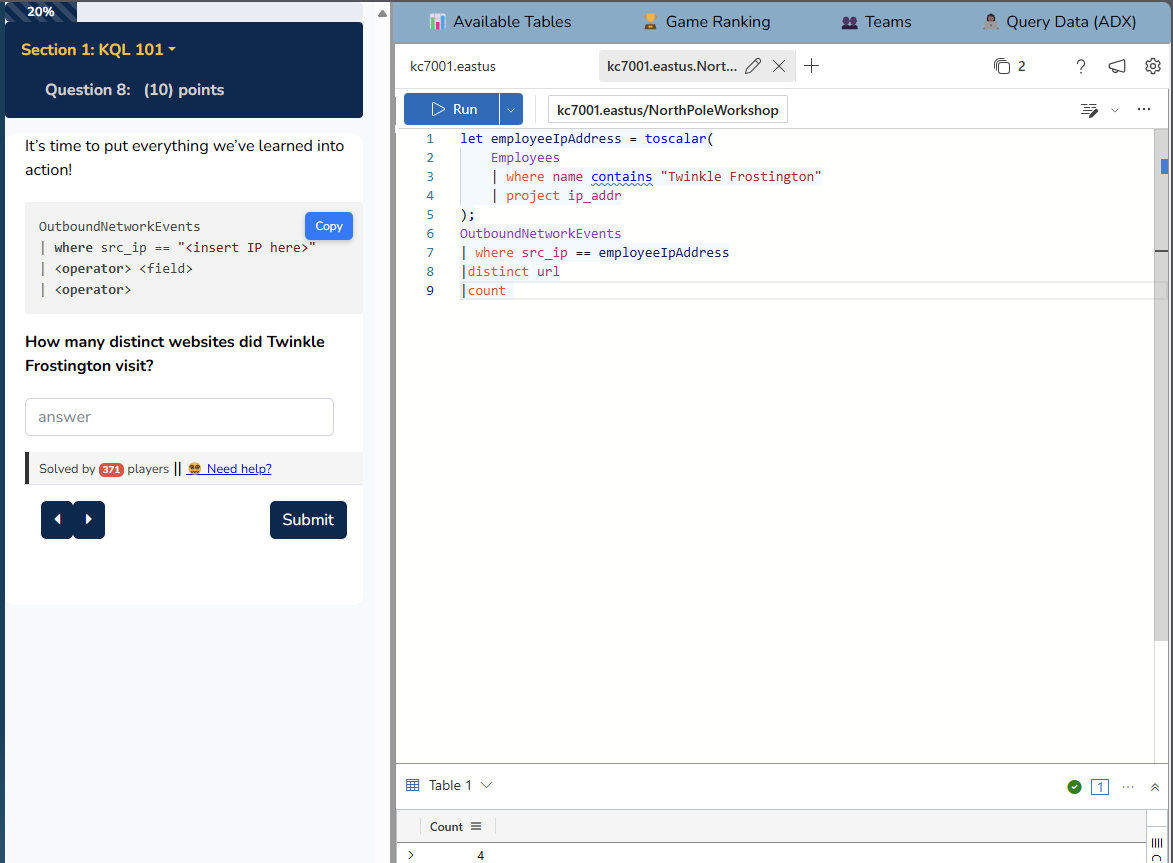 20%
Section 1: KQL 101
Question 8: (10) points
It's time to put everything we've learned into
action!
Copy
OutboundNetworkEvents
| where src_ip == "<insert IP here>"
| <operator> <field>
| <operator>
How many distinct websites did Twinkle
Frostington visit?
answer
Solved by 371 players || Need help?
Submit
Available Tables
Game Ranking
Teams
Query Data (ADX)
kc7001.eastus
kc7001.eastus.Nort...
2
Run
kc7001.eastus/NorthPoleWorkshop
1 let employeeIpAddress = toscalar(
2 Employees
3 | where name contains "Twinkle Frostington"
4 | project ip_addr
5 );
6 OutboundNetworkEvents
7 | where src_ip == employeeIpAddress
8 |distinct url
9 |count
Table 1
1
Count
4